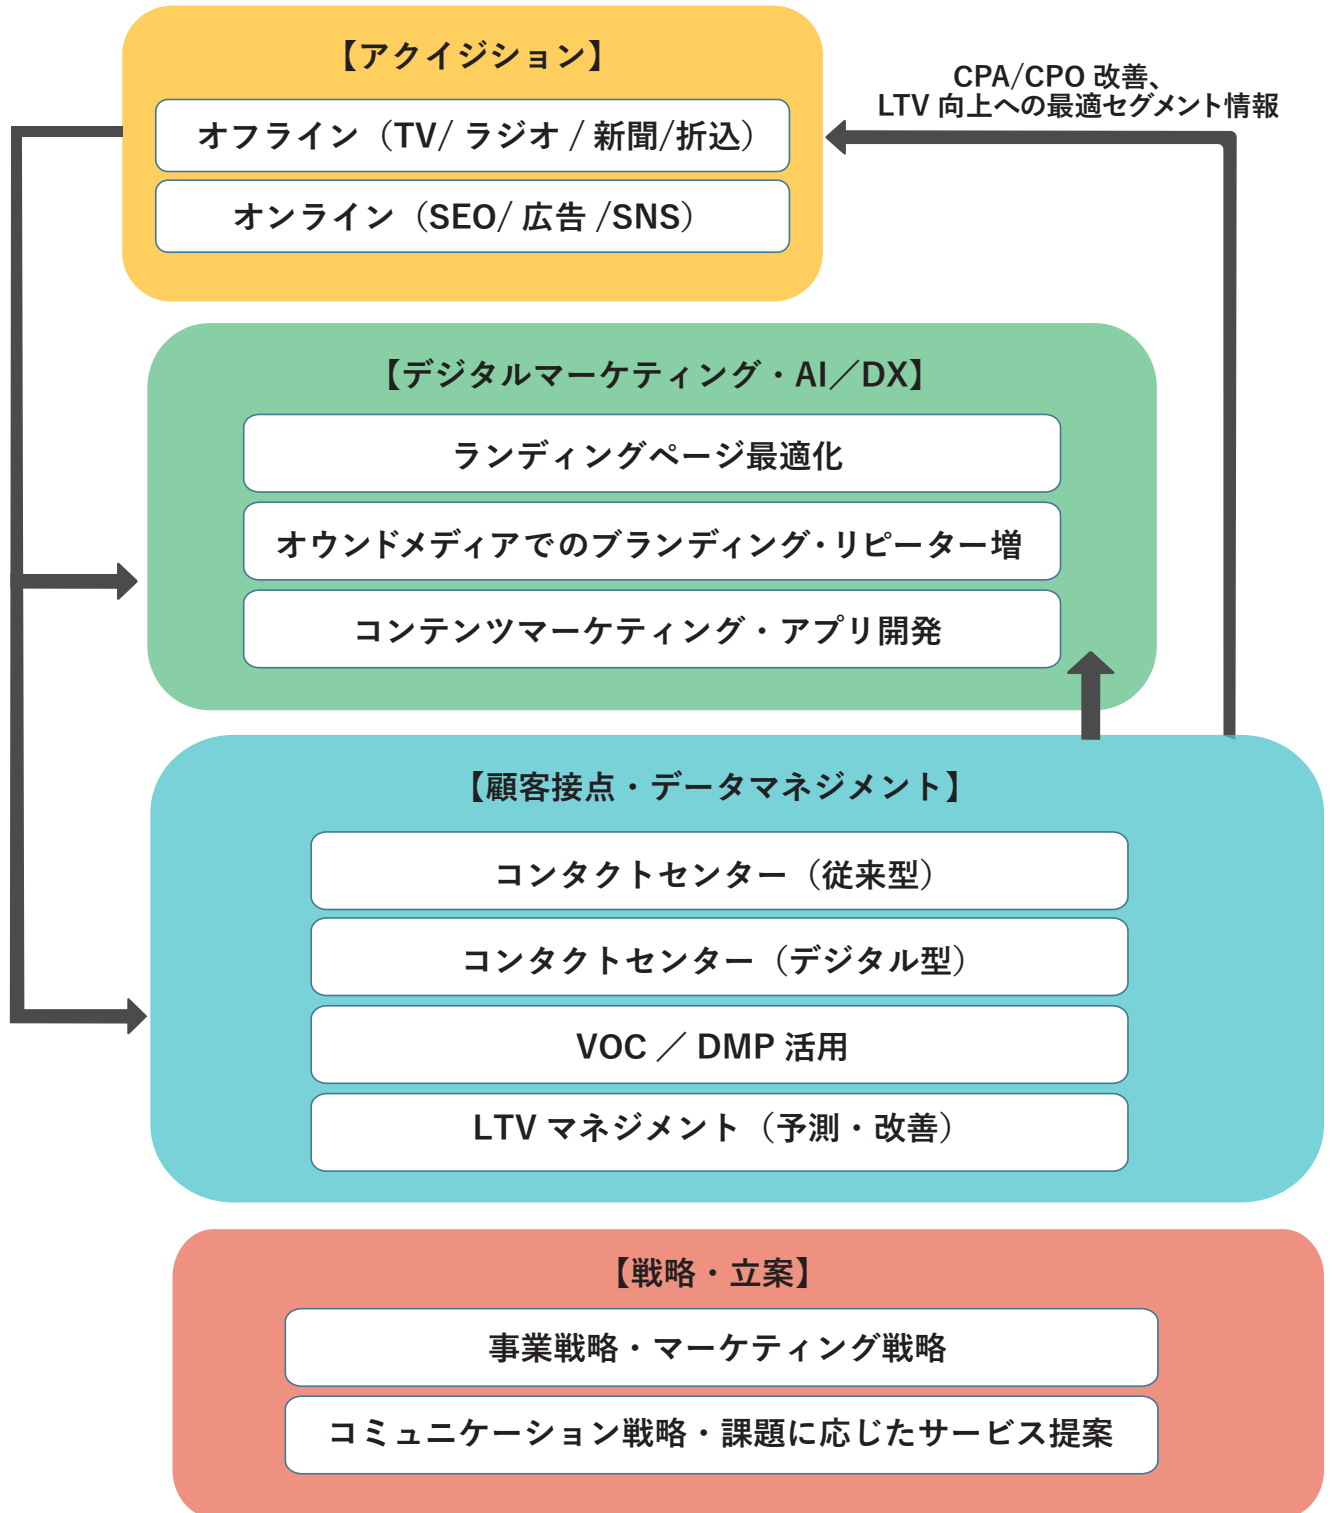 【アクイジション】
CPA/CPO 改善、
LTV 向上への最適セグメント情報
オフライン（TV/ ラジオ / 新聞/折込）
オンライン（SEO/ 広告 /SNS）
【デジタルマーケティング・AI／DX】
ランディングページ最適化
オウンドメディアでのブランディング・リピーター増
コンテンツマーケティング・アプリ開発
【顧客接点・データマネジメント】
コンタクトセンター（従来型）
コンタクトセンター（デジタル型）
VOC ／ DMP 活用
LTV マネジメント（予測・改善）
【戦略・立案】
事業戦略・マーケティング戦略
コミュニケーション戦略・課題に応じたサービス提案